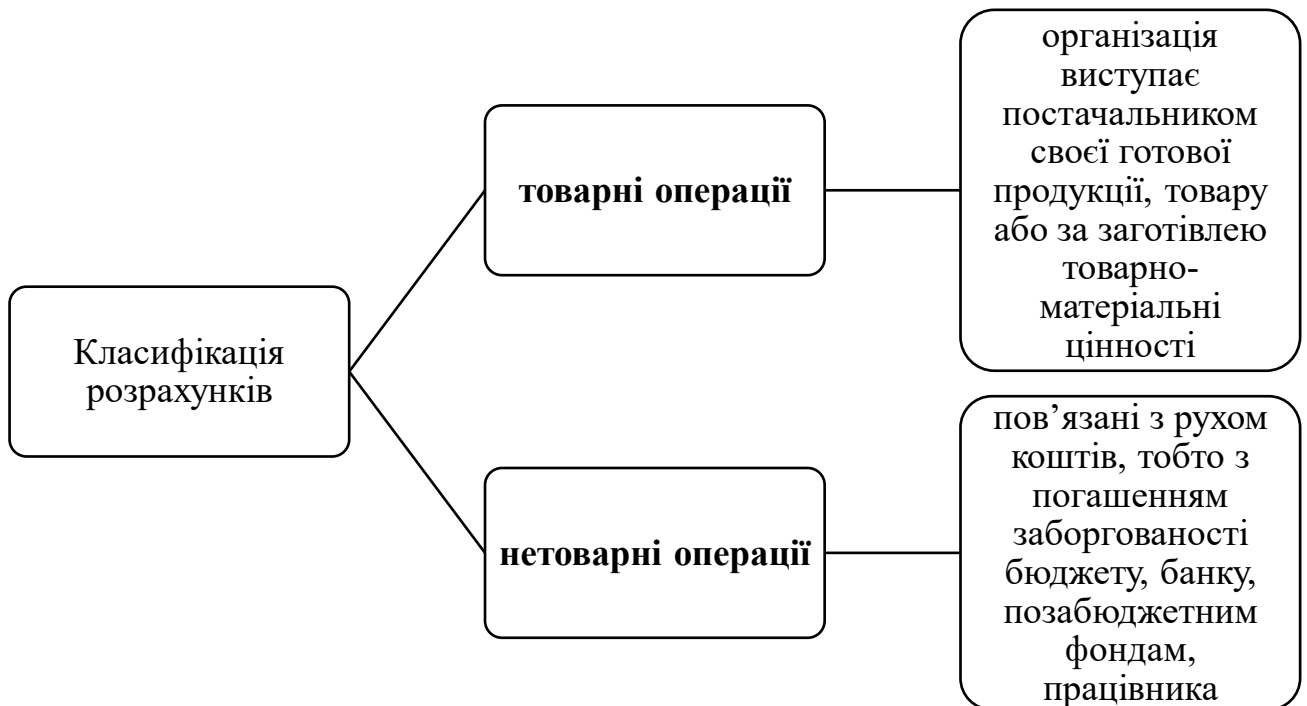 Класифікація
розрахунків
товарні операції
організація
виступає
постачальником
своєї готової
продукції, товару
або за заготівлею
товарно-
матеріальні
цінності
нетоварні операції
пов’язані з рухом
коштів, тобто з
погашенням
заборгованості
бюджету, банку,
позабюджетним
фондам,
працівника